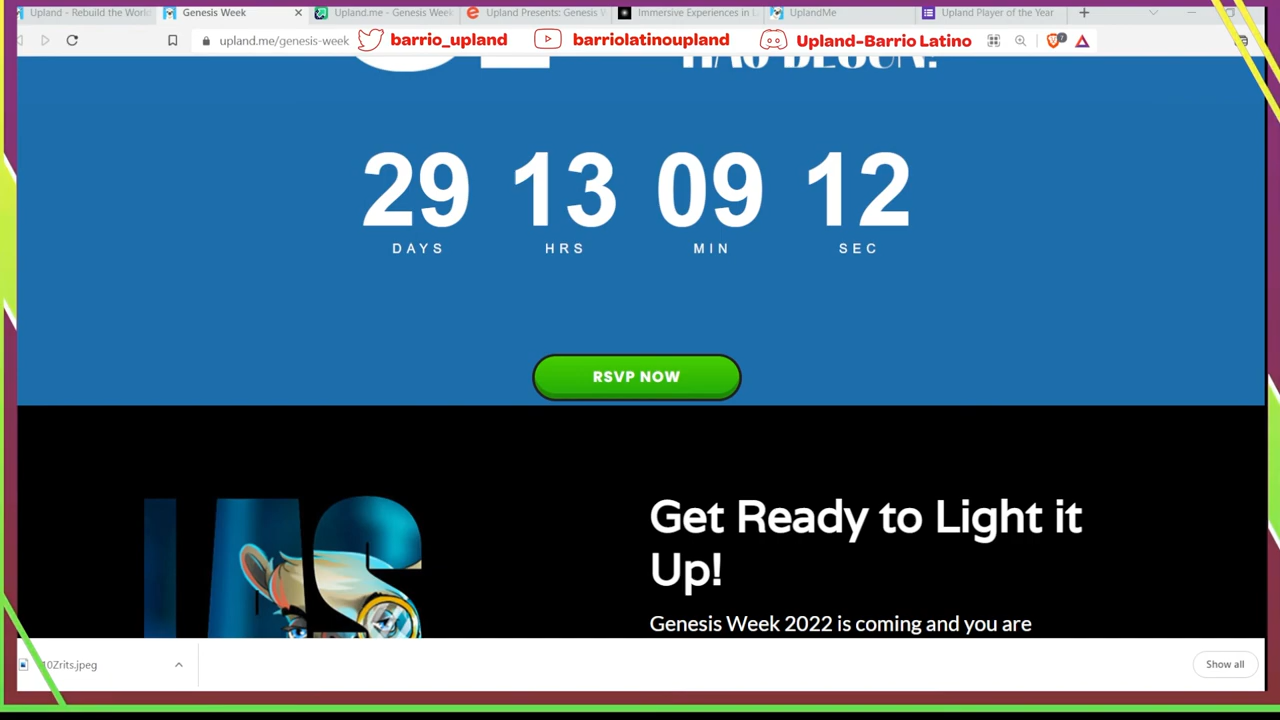 Upland - Rebuild the World
Genesis Week
Upland.me - Genesis Week
Upland Presents: Genesis W
Immersive Experiences in L
UplandMe
Upland Player of the Year
upland.me/genesis-week
barrio_upland
barriolatinoupland
Upland-Barrio Latino
7
HAS BEGUN!
29 13 09 12
DAYS HRS MIN SEC
RSVP NOW
LAS
Get Ready to Light it
Up!
Genesis Week 2022 is coming and you are
10Zrits.jpeg
Show all